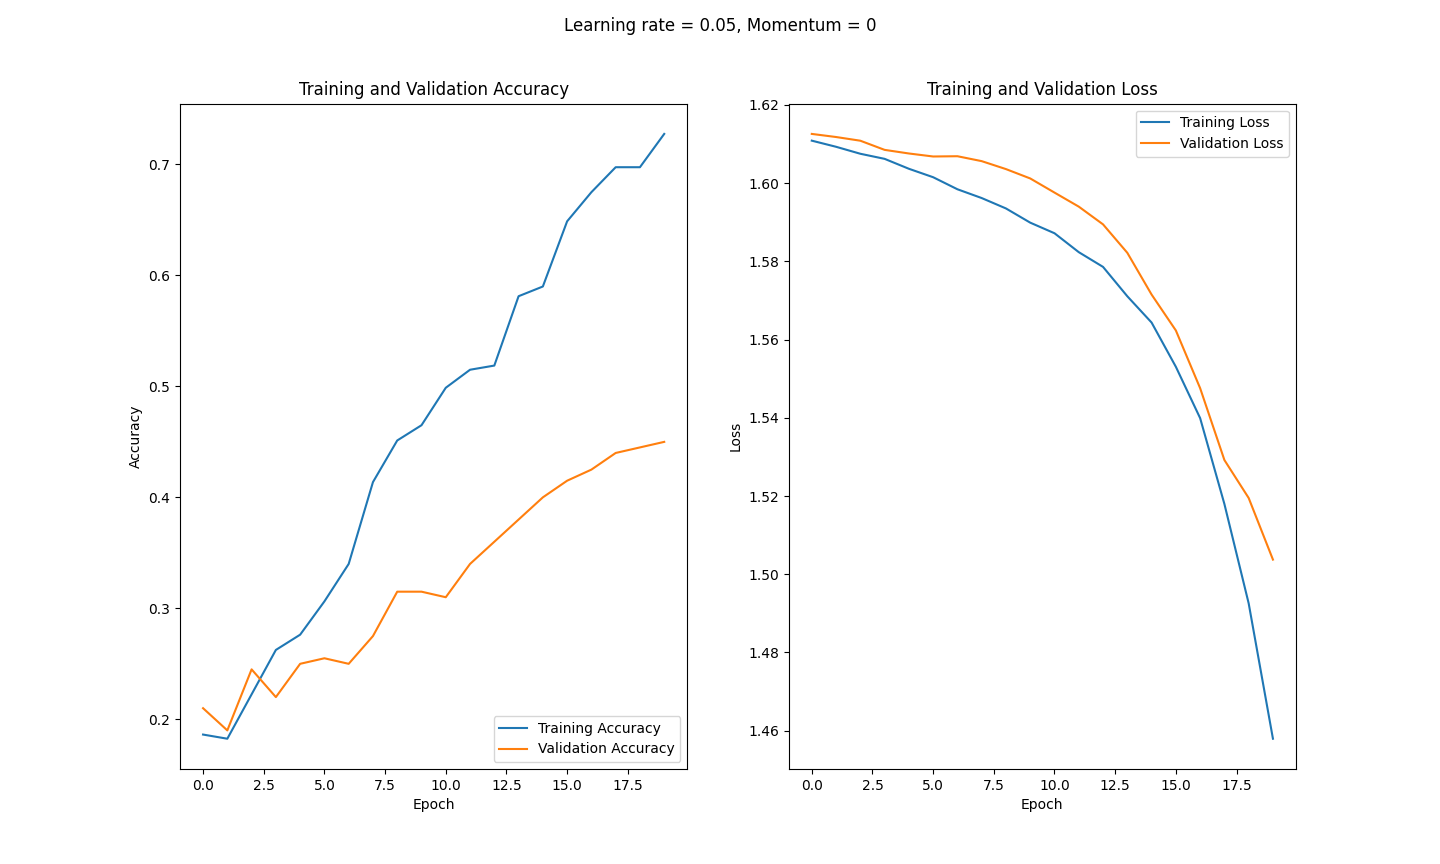 Learning rate = 0.05, Momentum = 0
Training and Validation Accuracy
Accuracy
0.7
0.6
0.5
0.4
0.3
0.2
Training Accuracy
Validation Accuracy
0.0 2.5 5.0 7.5 10.0 12.5 15.0 17.5
Epoch
Training and Validation Loss
Loss
1.62
1.60
1.58
1.56
1.54
1.52
1.50
1.48
1.46
Training Loss
Validation Loss
0.0 2.5 5.0 7.5 10.0 12.5 15.0 17.5
Epoch